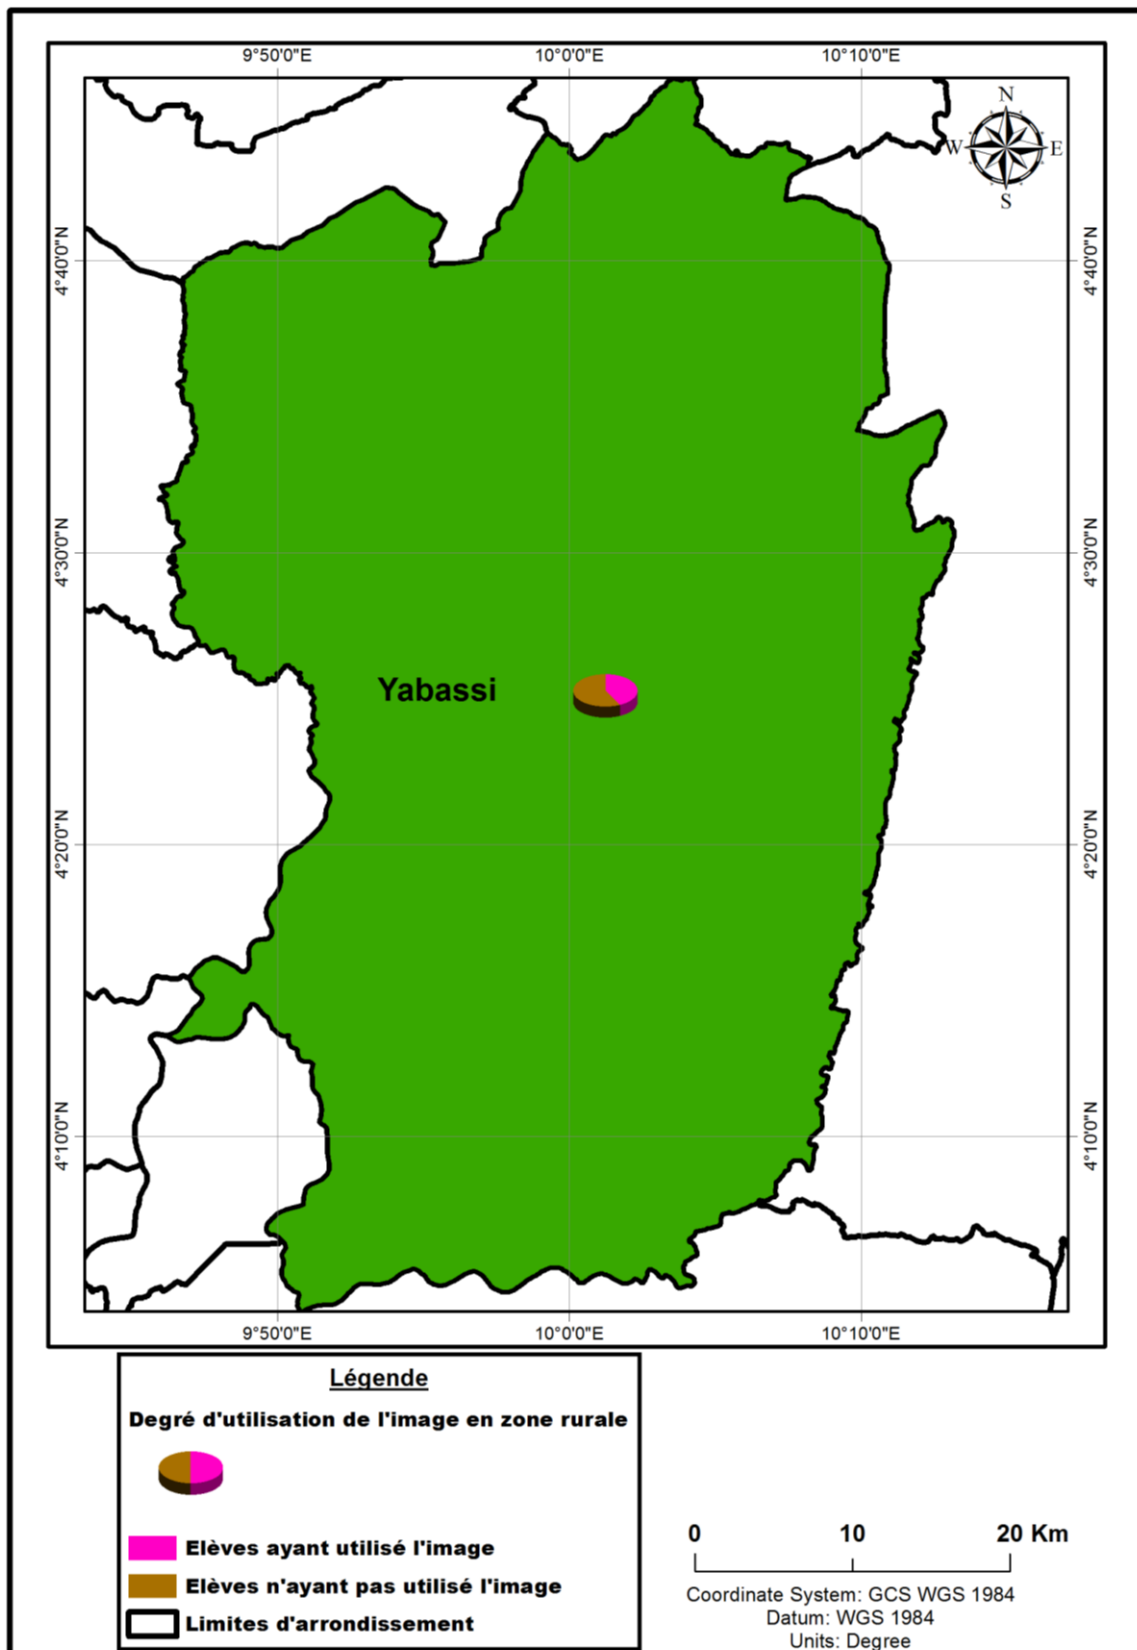 9°50'0"E 10°0'0"E 10°10'0"E
N
W E
S
4°40'0"N 4°40'0"N
4°30'0"N 4°30'0"N
Yabassi
4°20'0"N 4°20'0"N
4°10'0"N 4°10'0"N
9°50'0"E 10°0'0"E 10°10'0"E
Légende
Degré d'utilisation de l'image en zone rurale
Elèves ayant utilisé l'image
Elèves n'ayant pas utilisé l'image
Limites d'arrondissement
0 10 20 Km
Coordinate System: GCS WGS 1984
Datum: WGS 1984
Units: Degree